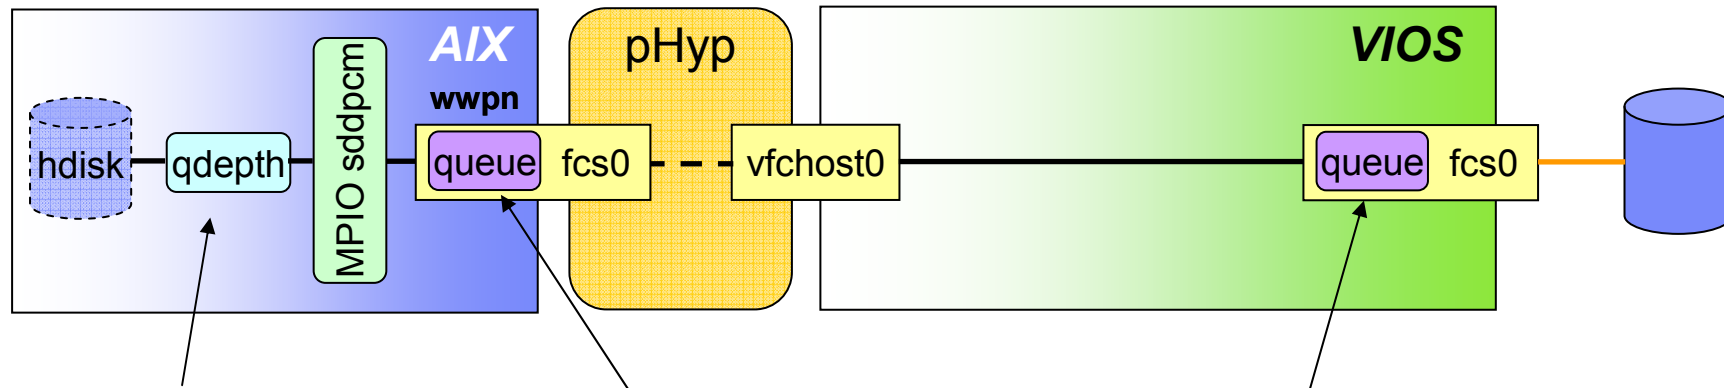 AIX
pHyp
VIOS
wwpn
hdisk
qdepth
MPIO sddpcm
queue
fcs0
vfchost0
queue
fcs0